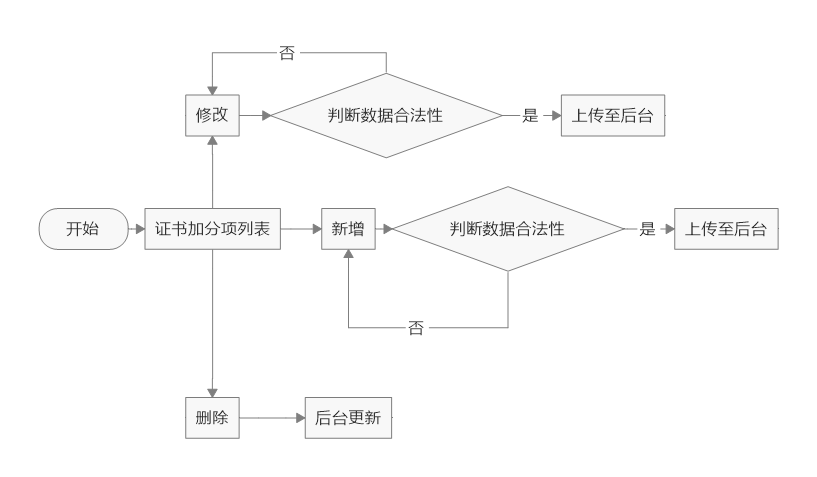 否
修改
判断数据合法性
是
上传至后台
开始
证书加分项列表
新增
判断数据合法性
是
上传至后台
否
删除
后台更新